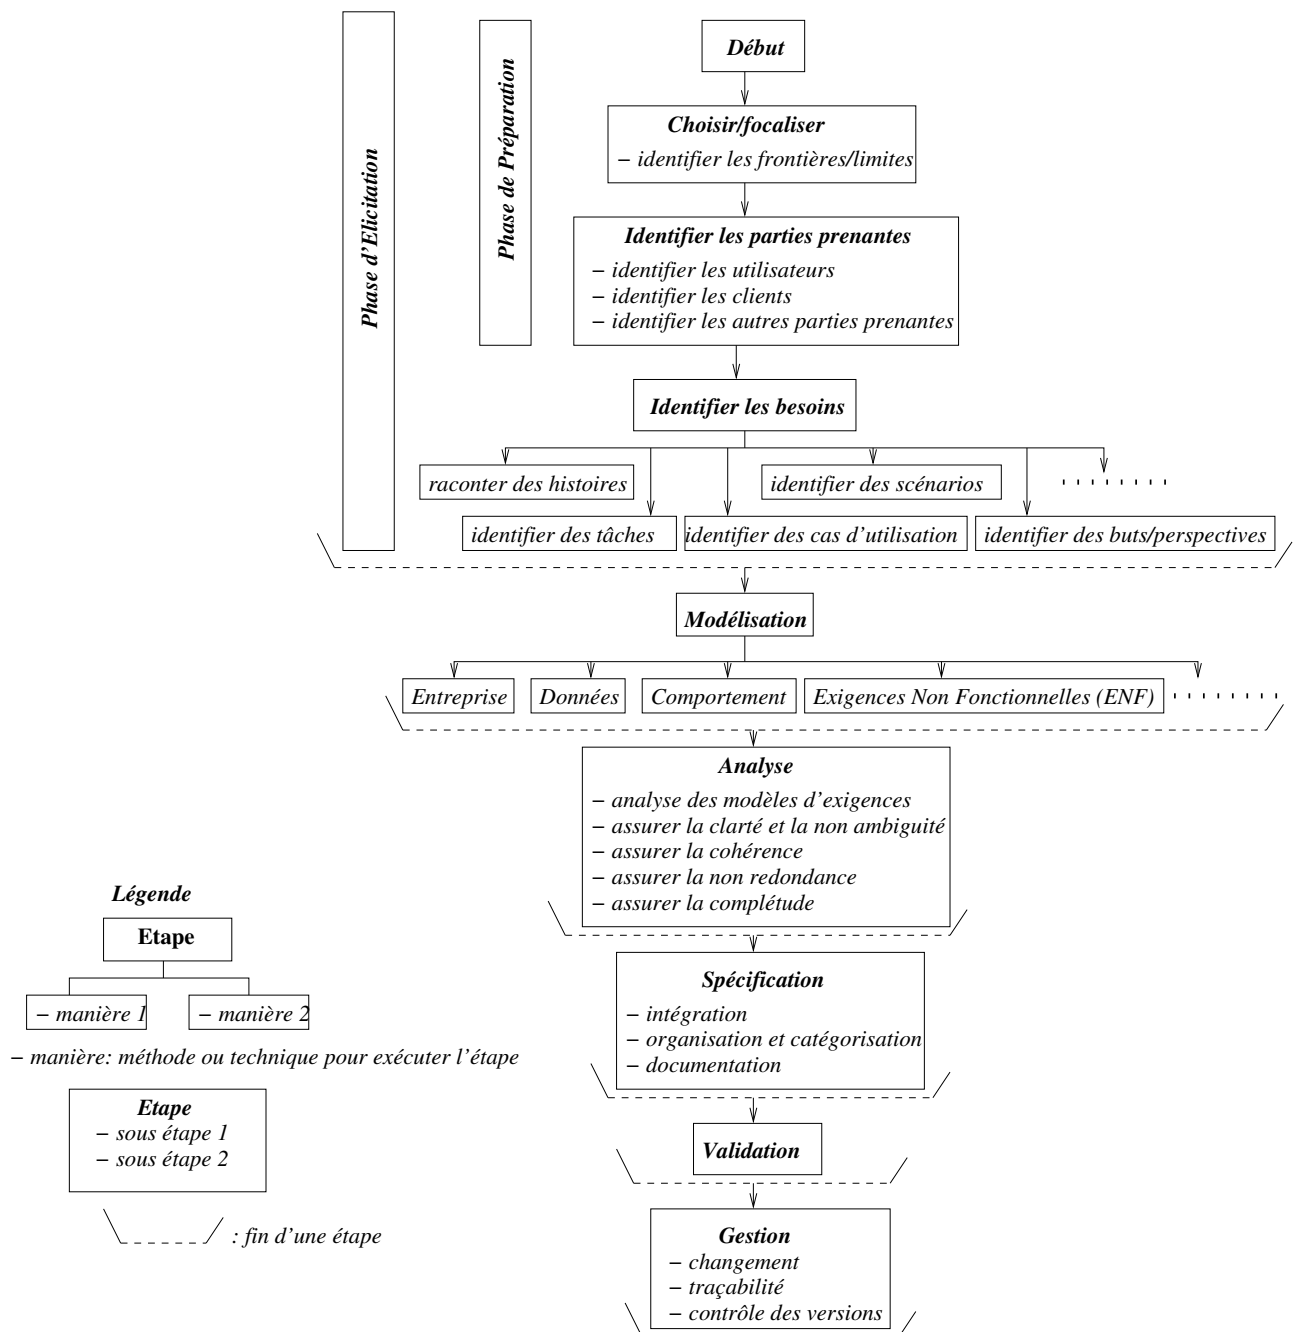 Phase d'Elicitation
Phase de Préparation
Début
Choisir/focaliser
− identifier les frontières/limites
Identifier les parties prenantes
− identifier les utilisateurs
− identifier les clients
− identifier les autres parties prenantes
Identifier les besoins
raconter des histoires
identifier des scénarios
identifier des tâches
identifier des cas d'utilisation
identifier des buts/perspectives
Modélisation
Entreprise
Données
Comportement
Exigences Non Fonctionnelles (ENF)
Analyse
− analyse des modèles d'exigences
− assurer la clarté et la non ambiguité
− assurer la cohérence
− assurer la non redondance
− assurer la complétude
Spécification
− intégration
− organisation et catégorisation
− documentation
Validation
Gestion
− changement
− traçabilité
− contrôle des versions
Légende
Etape
− manière 1
− manière 2
− manière: méthode ou technique pour exécuter l'étape
Etape
− sous étape 1
− sous étape 2
: fin d'une étape